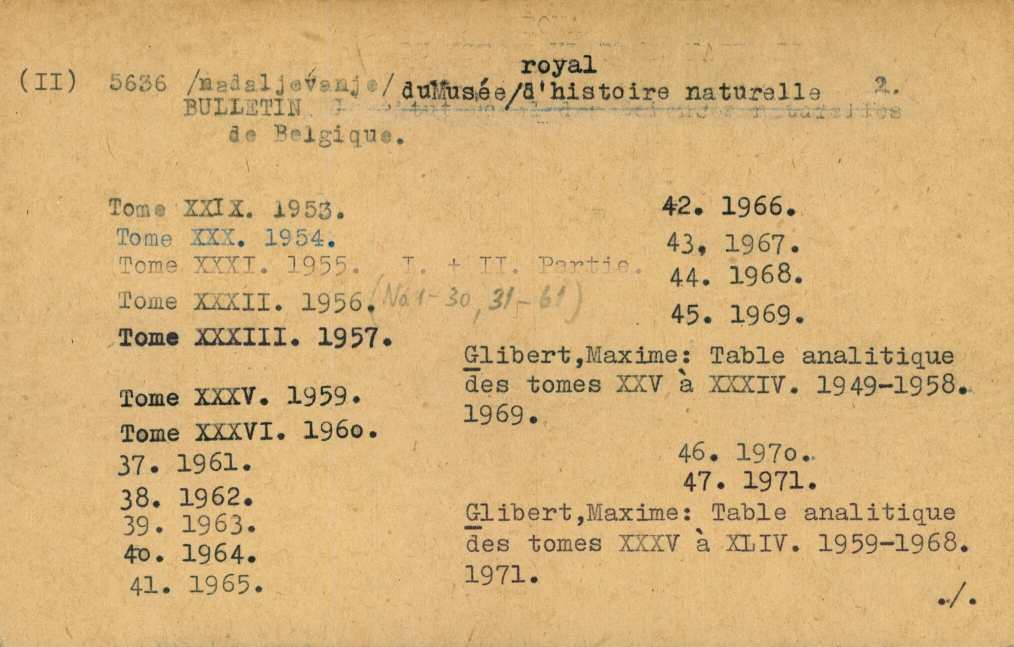 royal
(II) 5636 /nadaljevanje/ du Musée/d'histoire naturelle 2.
BULLETIN
de Belgique.
Tome XXIX. 1953.
Tome XXX. 1954.
Tome XXXI. 1955. I. + II. Partie.
Tome XXXII. 1956. (No 1-30, 31-61)
Tome XXXIII. 1957.
Tome XXXV. 1959.
Tome XXXVI. 1960.
37. 1961.
38. 1962.
39. 1963.
40. 1964.
41. 1965.
42. 1966.
43, 1967.
44. 1968.
45. 1969.
Glibert,Maxime: Table analitique
des tomes XXV à XXXIV. 1949-1958.
1969.
46. 1970.
47. 1971.
Glibert,Maxime: Table analitique
des tomes XXXV à XLIV. 1959-1968.
1971.
./.